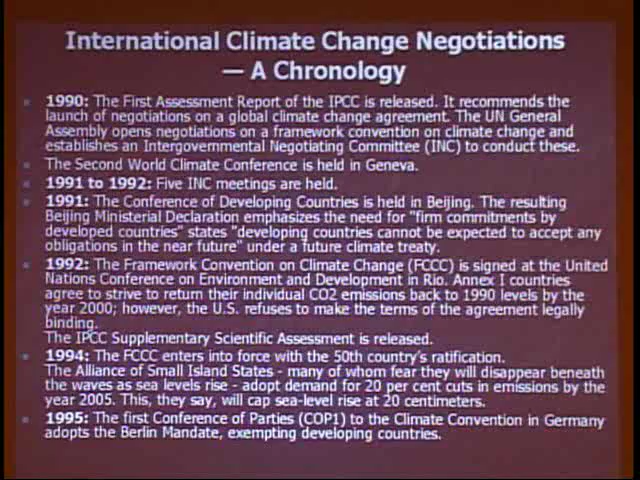 International Climate Change Negotiations
— A Chronology
1990: The First Assessment Report of the IPCC is released. It recommends the
launch of negotiations on a global climate change agreement. The UN General
Assembly opens negotiations on a framework convention on climate change and
establishes an Intergovernmental Negotiating Committee (INC) to conduct these.
The Second World Climate Conference is held in Geneva.
1991 to 1992: Five INC meetings are held.
1991: The Conference of Developing Countries is held in Beijing. The resulting
Beijing Ministerial Declaration emphasizes the need for "firm commitments by
developed countries" states "developing countries cannot be expected to accept any
obligations in the near future" under a future climate treaty.
1992: The Framework Convention on Climate Change (FCCC) is signed at the United
Nations Conference on Environment and Development in Rio. Annex I countries
agree to strive to return their individual CO2 emissions back to 1990 levels by the
year 2000; however, the U.S. refuses to make the terms of the agreement legally
binding.
The IPCC Supplementary Scientific Assessment is released.
1994: The FCCC enters into force with the 50th country's ratification.
The Alliance of Small Island States - many of whom fear they will disappear beneath
the waves as sea levels rise - adopt demand for 20 per cent cuts in emissions by the
year 2005. This, they say, will cap sea-level rise at 20 centimeters.
1995: The first Conference of Parties (COP1) to the Climate Convention in Germany
adopts the Berlin Mandate, exempting developing countries.